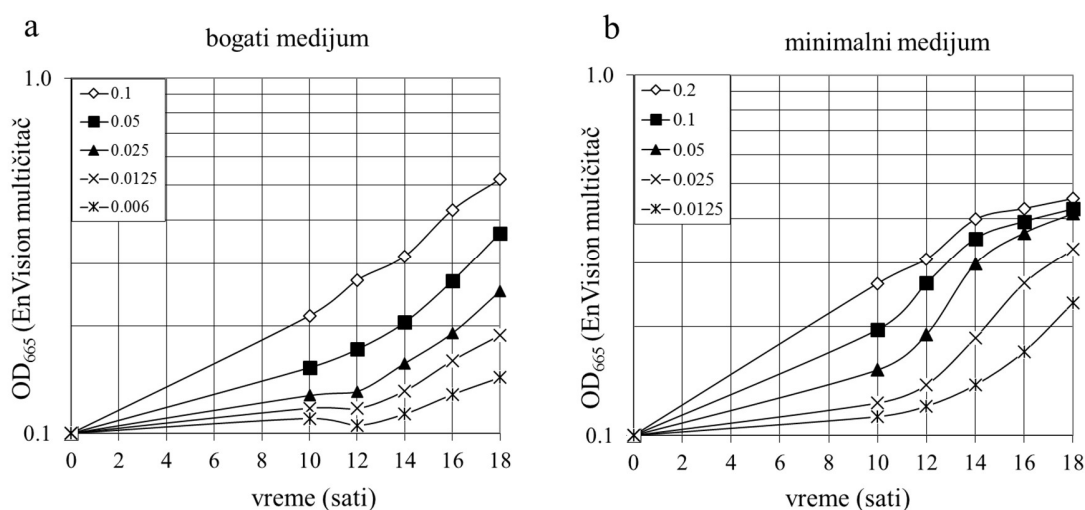 a
bogati medijum
1.0
0.1
0.05
0.025
0.0125
0.006
OD665 (EnVision multičitač
0.1
0 2 4 6 8 10 12 14 16 18
vreme (sati)
b
minimalni medijum
1.0
0.2
0.1
0.05
0.025
0.0125
OD665 (EnVision multičitač
0.1
0 2 4 6 8 10 12 14 16 18
vreme (sati)